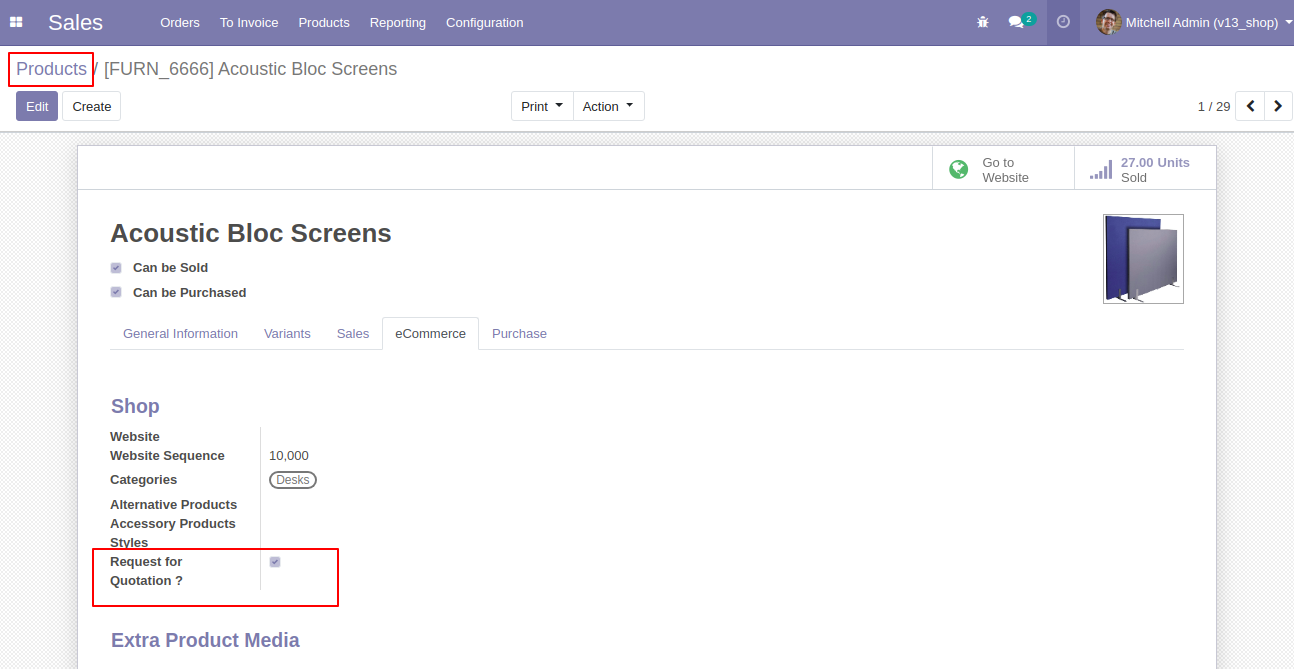 Sales Orders To Invoice Products Reporting Configuration 2 Mitchell Admin (v13_shop)
Products / [FURN_6666] Acoustic Bloc Screens
Edit Create Print Action 1 / 29
Go to
Website
27.00 Units
Sold
Acoustic Bloc Screens
Can be Sold
Can be Purchased
General Information Variants Sales eCommerce Purchase
Shop
Website
Website Sequence 10,000
Categories Desks
Alternative Products
Accessory Products
Styles
Request for
Quotation ?
Extra Product Media